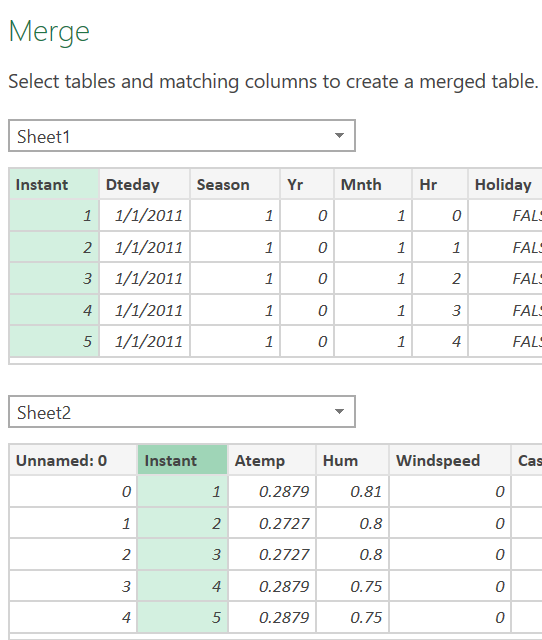 Merge
Select tables and matching columns to create a merged table.
Sheet1
Instant Dteday Season Yr Mnth Hr Holiday
1 1/1/2011 1 0 1 0 FALS
2 1/1/2011 1 0 1 1 FALS
3 1/1/2011 1 0 1 2 FALS
4 1/1/2011 1 0 1 3 FALS
5 1/1/2011 1 0 1 4 FALS
Sheet2
Unnamed: 0 Instant Atemp Hum Windspeed Cas
0 1 0.2879 0.81 0
1 2 0.2727 0.8 0
2 3 0.2727 0.8 0
3 4 0.2879 0.75 0
4 5 0.2879 0.75 0